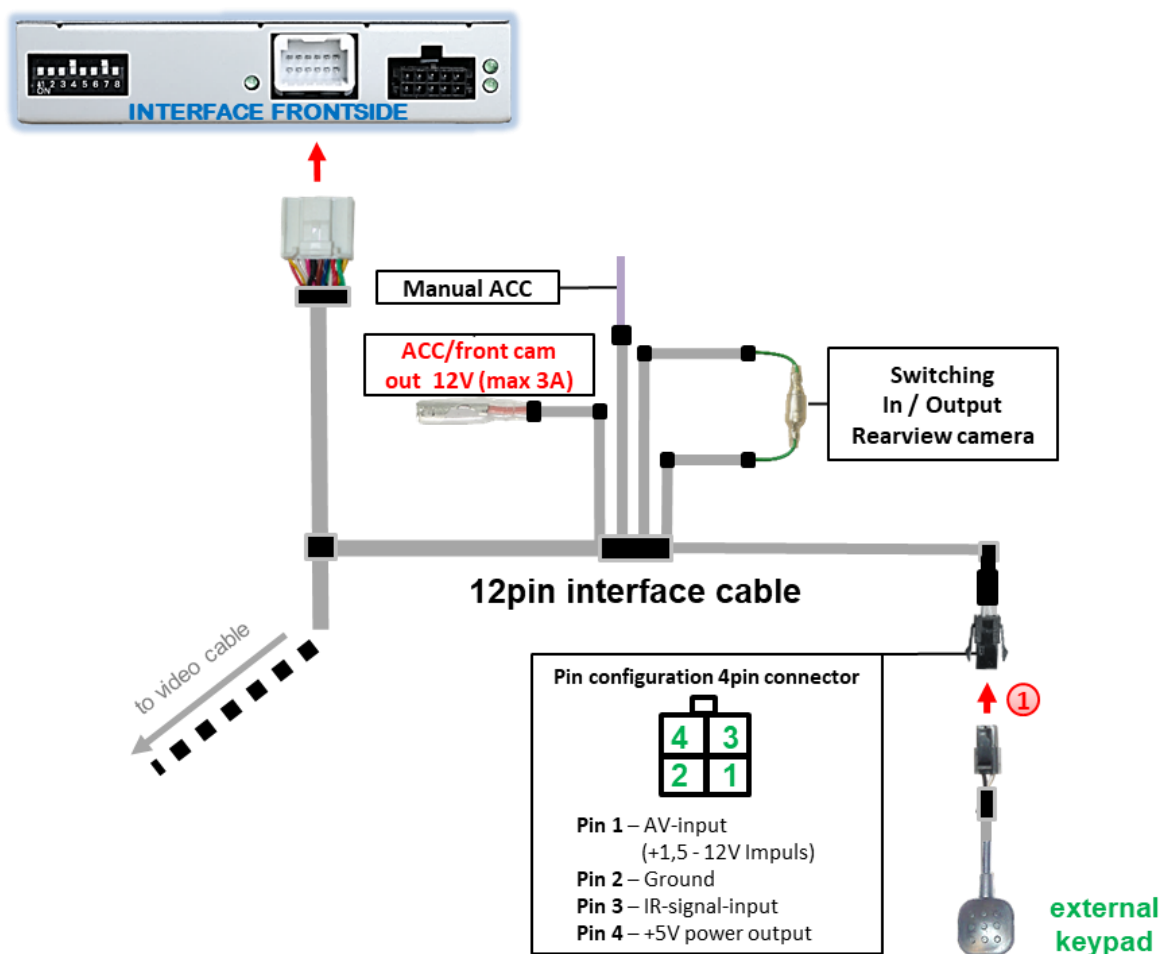 1 2 3 4 5 6 7 8
ON
INTERFACE FRONTSIDE
Manual ACC
ACC/front cam
out 12V (max 3A)
Switching
In / Output
Rearview camera
12pin interface cable
to video cable
Pin configuration 4pin connector
4 3
2 1
Pin 1 – AV-input
(+1,5 - 12V Impuls)
Pin 2 – Ground
Pin 3 – IR-signal-input
Pin 4 – +5V power output
1
external
keypad